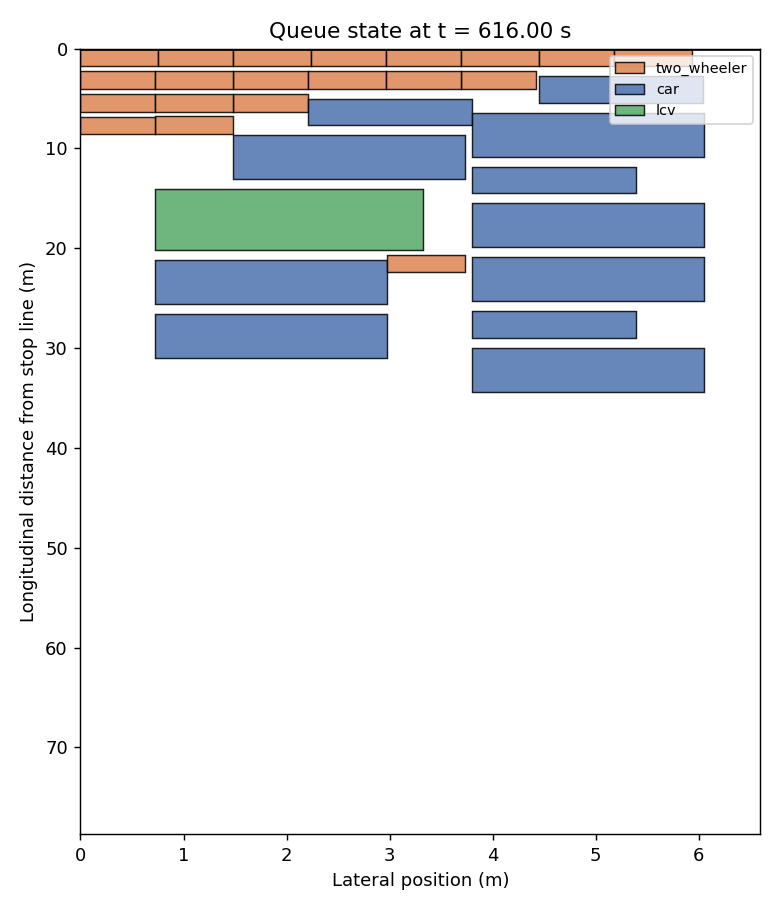 Queue state at t = 616.00 s
two_wheeler
car
lcv
0
10
20
30
40
50
60
70
Longitudinal distance from stop line (m)
0 1 2 3 4 5 6
Lateral position (m)